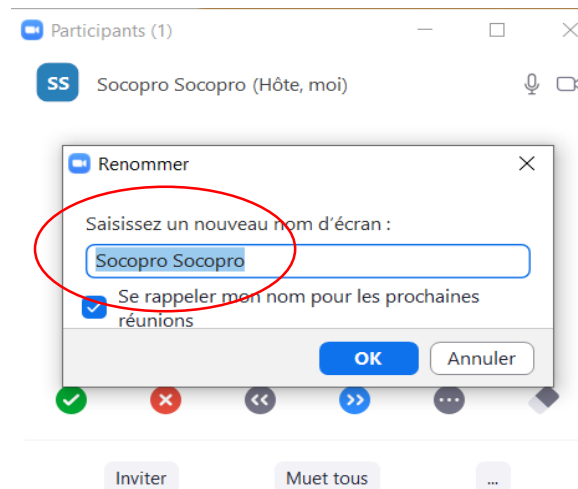 Participants (1)
SS Socopro Socopro (Hôte, moi)
Renommer
Saisissez un nouveau nom d'écran :
Socopro Socopro
Se rappeler mon nom pour les prochaines
réunions
OK Annuler
Inviter Muet tous ...